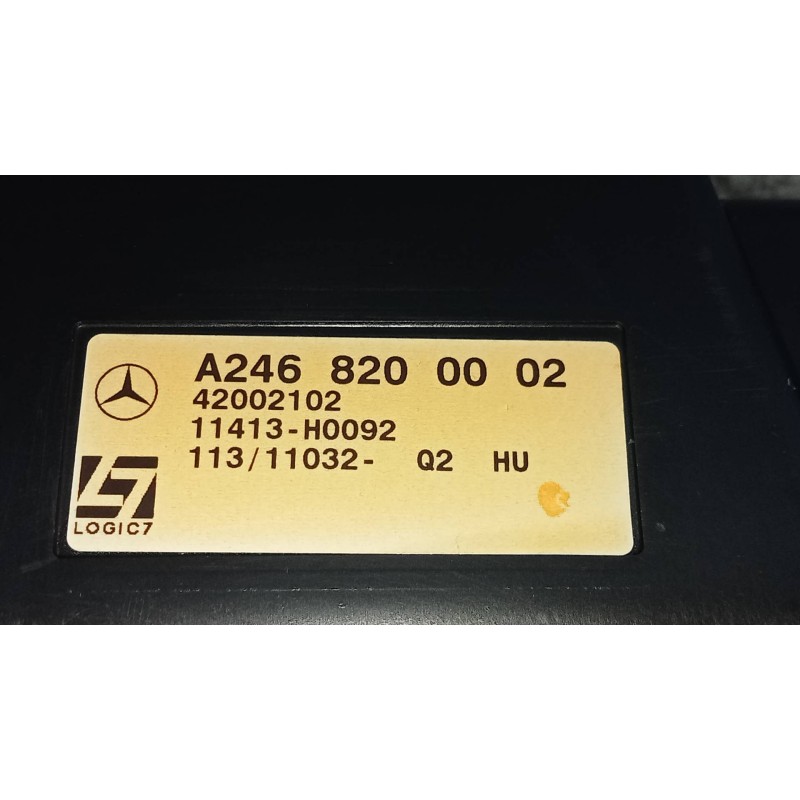 A246 820 00 02
42002102
11413-H0092
113/11032- Q2 HU
LOGIC7